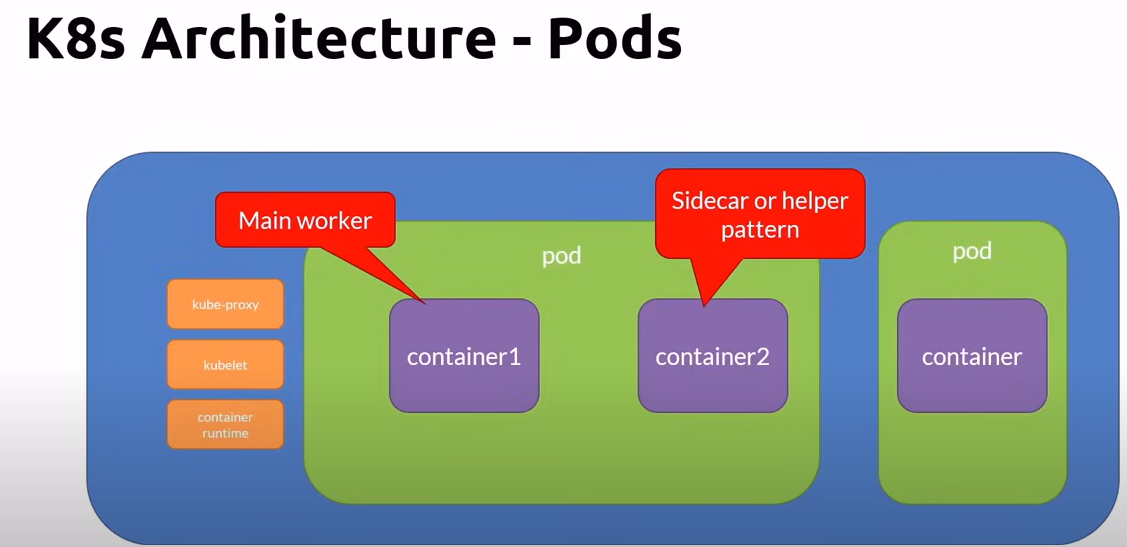 K8s Architecture - Pods
Main worker
Sidecar or helper
pattern
pod
pod
kube-proxy
kubelet
container
runtime
container1
container2
container